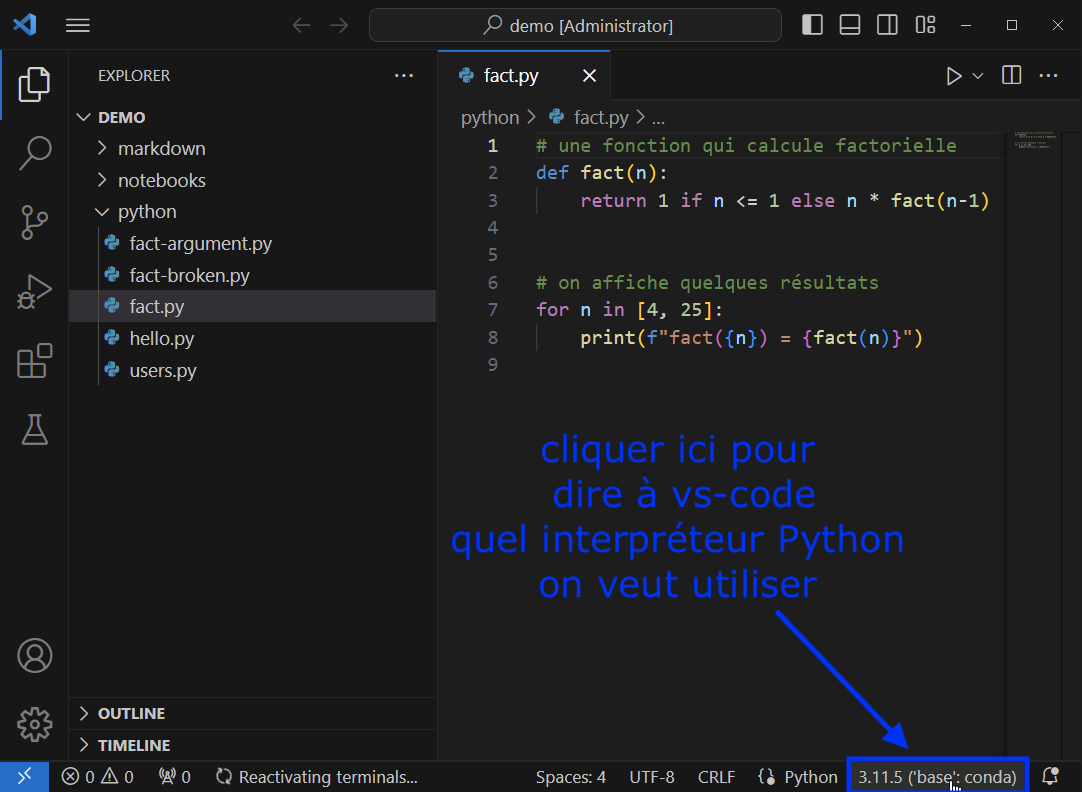 demo [Administrator]
EXPLORER
DEMO
markdown
notebooks
python
fact-argument.py
fact-broken.py
fact.py
hello.py
users.py
OUTLINE
TIMELINE
fact.py
python > fact.py > ...
1 # une fonction qui calcule factorielle
2 def fact(n):
3 return 1 if n <= 1 else n * fact(n-1)
4
5
6 # on affiche quelques résultats
7 for n in [4, 25]:
8 print(f"fact({n}) = {fact(n)}")
9
cliquer ici pour
dire à vs-code
quel interpréteur Python
on veut utiliser
0 0 0 Reactivating terminals... Spaces: 4 UTF-8 CRLF Python 3.11.5 ('base': conda)